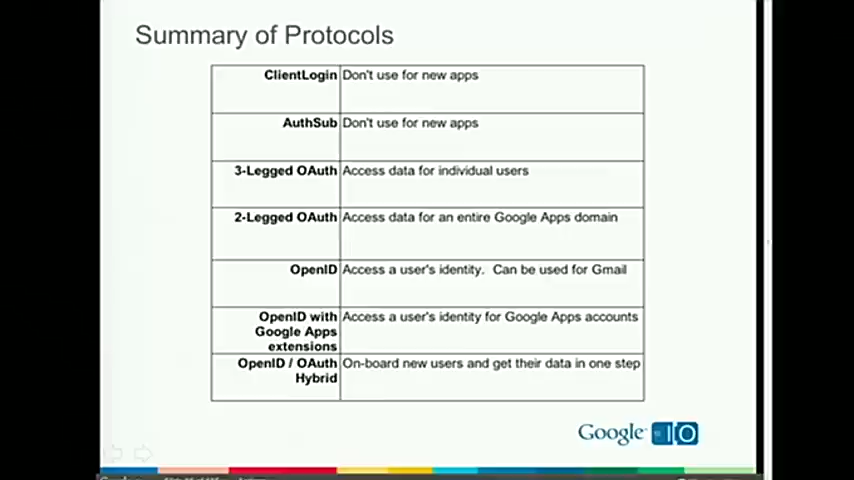 Summary of Protocols
ClientLogin Don't use for new apps
AuthSub Don't use for new apps
3-Legged OAuth Access data for individual users
2-Legged OAuth Access data for an entire Google Apps domain
OpenID Access a user's identity. Can be used for Gmail
OpenID with Access a user's identity for Google Apps accounts
Google Apps
extensions
OpenID / OAuth On-board new users and get their data in one step
Hybrid
Google IO